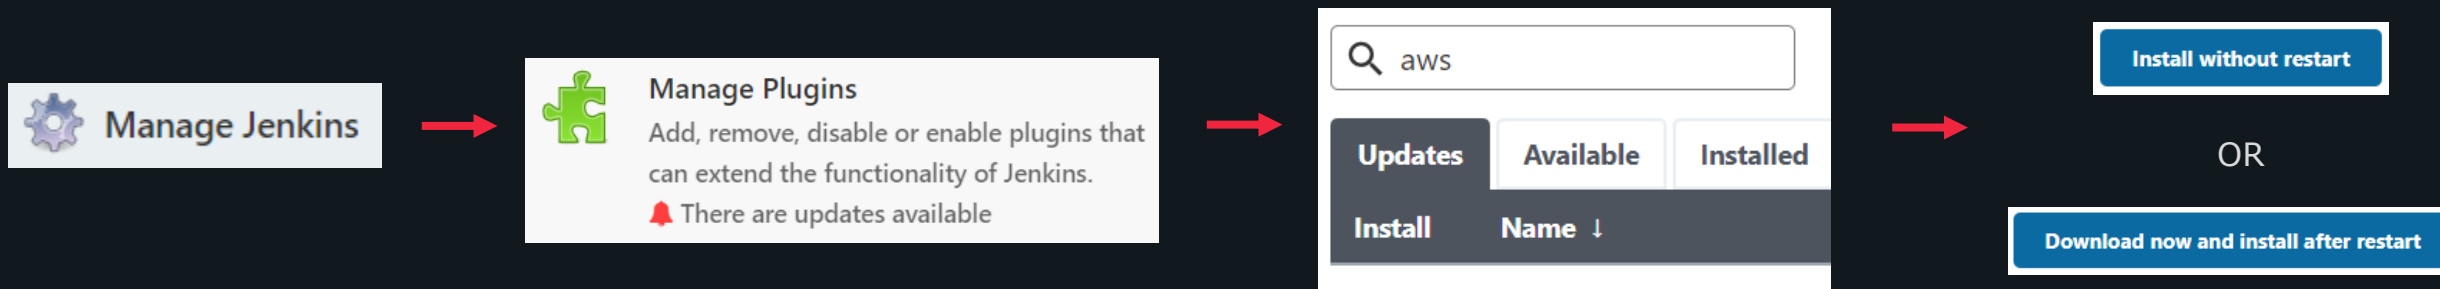 Manage Jenkins
Manage Plugins
Add, remove, disable or enable plugins that
can extend the functionality of Jenkins.
There are updates available
aws
Updates Available Installed
Install Name ↓
Install without restart
OR
Download now and install after restart